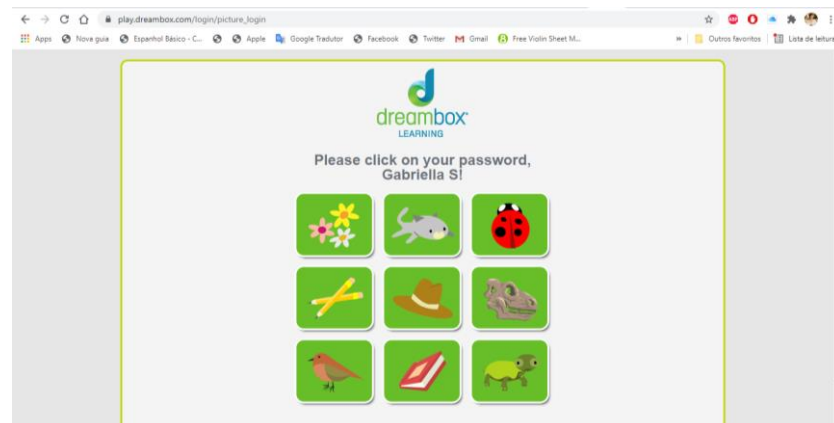 play.dreambox.com/login/picture_login
Apps Nova guia Espanhol Básico - C... Apple Google Tradutor Facebook Twitter Gmail Free Violin Sheet M... » Outros favoritos Lista de leitura
dreambox
LEARNING
Please click on your password,
Gabriella S!